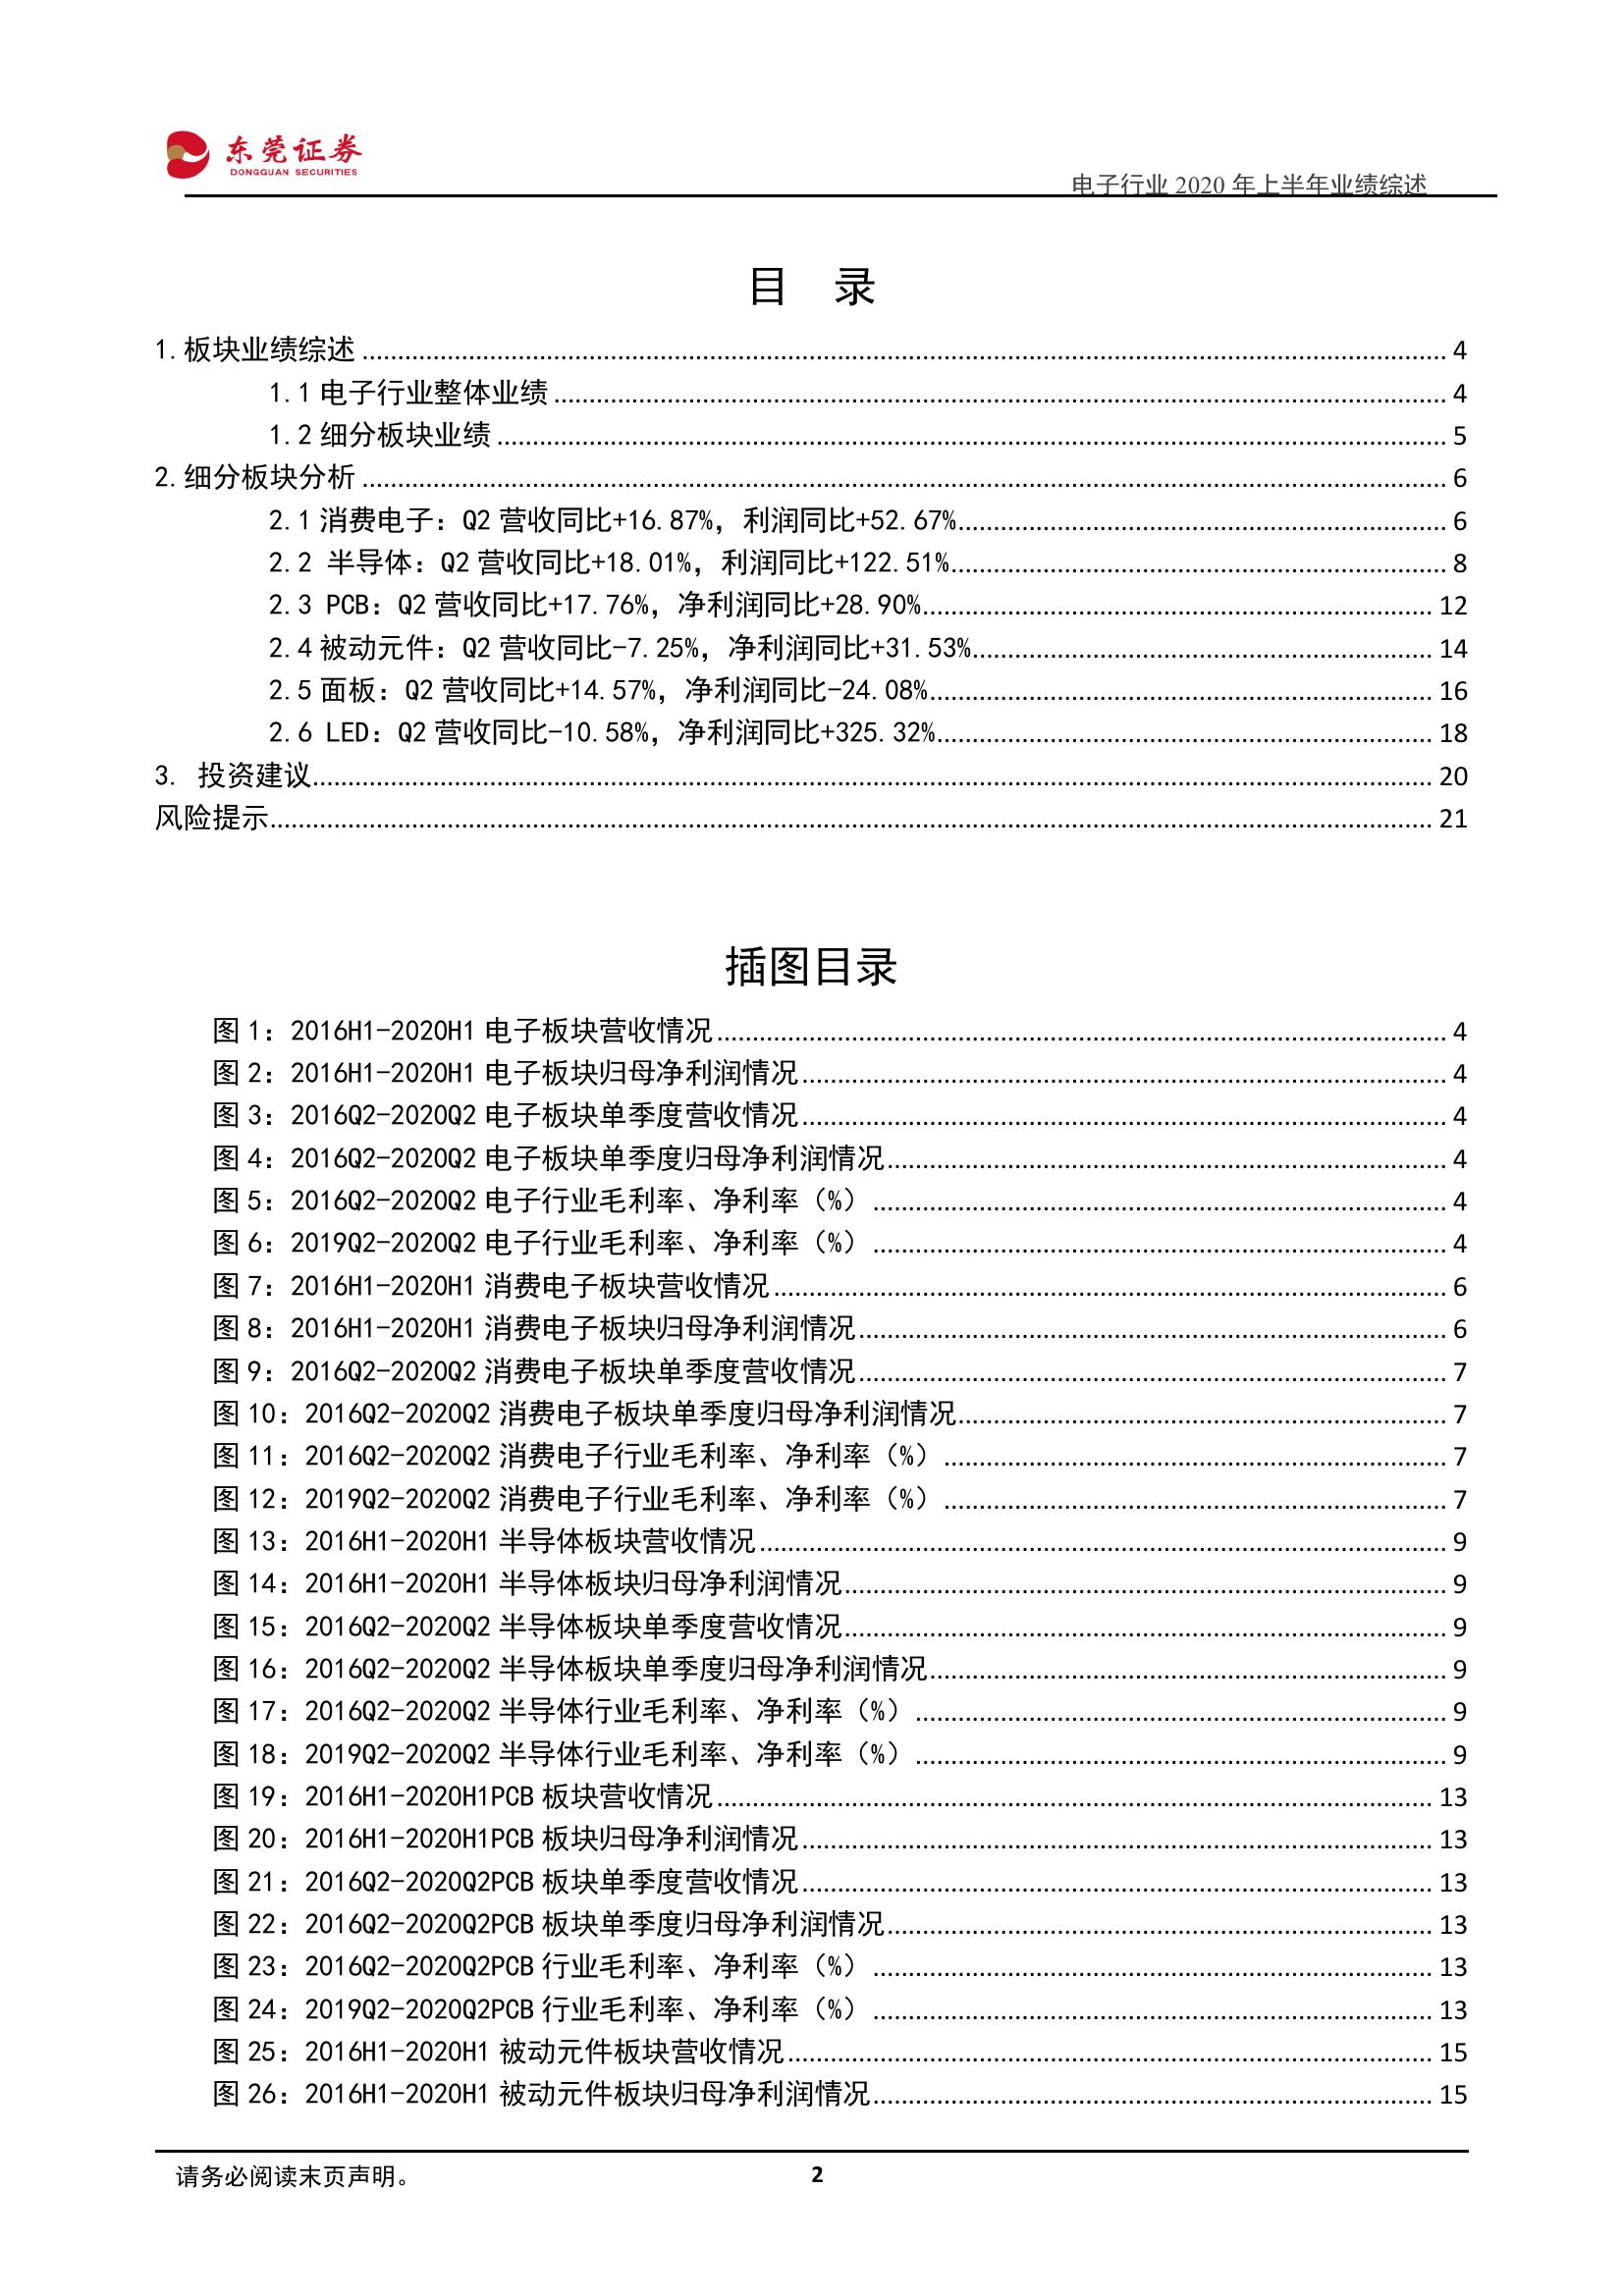 东莞证券
DONGGUAN SECURITIES
电子行业 2020 年上半年业绩综述
目 录
1.板块业绩综述 4
1.1 电子行业整体业绩 4
1.2 细分板块业绩 5
2.细分板块分析 6
2.1 消费电子：Q2 营收同比+16.87%，利润同比+52.67% 6
2.2 半导体：Q2 营收同比+18.01%，利润同比+122.51% 8
2.3 PCB：Q2 营收同比+17.76%，净利润同比+28.90% 12
2.4 被动元件：Q2 营收同比-7.25%，净利润同比+31.53% 14
2.5 面板：Q2 营收同比+14.57%，净利润同比-24.08% 16
2.6 LED：Q2 营收同比-10.58%，净利润同比+325.32% 18
3. 投资建议 20
风险提示 21
插图目录
图 1：2016H1-2020H1 电子板块营收情况 4
图 2：2016H1-2020H1 电子板块归母净利润情况 4
图 3：2016Q2-2020Q2 电子板块单季度营收情况 4
图 4：2016Q2-2020Q2 电子板块单季度归母净利润情况 4
图 5：2016Q2-2020Q2 电子行业毛利率、净利率（%） 4
图 6：2019Q2-2020Q2 电子行业毛利率、净利率（%） 4
图 7：2016H1-2020H1 消费电子板块营收情况 6
图 8：2016H1-2020H1 消费电子板块归母净利润情况 6
图 9：2016Q2-2020Q2 消费电子板块单季度营收情况 7
图 10：2016Q2-2020Q2 消费电子板块单季度归母净利润情况 7
图 11：2016Q2-2020Q2 消费电子行业毛利率、净利率（%） 7
图 12：2019Q2-2020Q2 消费电子行业毛利率、净利率（%） 7
图 13：2016H1-2020H1 半导体板块营收情况 9
图 14：2016H1-2020H1 半导体板块归母净利润情况 9
图 15：2016Q2-2020Q2 半导体板块单季度营收情况 9
图 16：2016Q2-2020Q2 半导体板块单季度归母净利润情况 9
图 17：2016Q2-2020Q2 半导体行业毛利率、净利率（%） 9
图 18：2019Q2-2020Q2 半导体行业毛利率、净利率（%） 9
图 19：2016H1-2020H1PCB 板块营收情况 13
图 20：2016H1-2020H1PCB 板块归母净利润情况 13
图 21：2016Q2-2020Q2PCB 板块单季度营收情况 13
图 22：2016Q2-2020Q2PCB 板块单季度归母净利润情况 13
图 23：2016Q2-2020Q2PCB 行业毛利率、净利率（%） 13
图 24：2019Q2-2020Q2PCB 行业毛利率、净利率（%） 13
图 25：2016H1-2020H1 被动元件板块营收情况 15
图 26：2016H1-2020H1 被动元件板块归母净利润情况 15
请务必阅读末页声明。 2